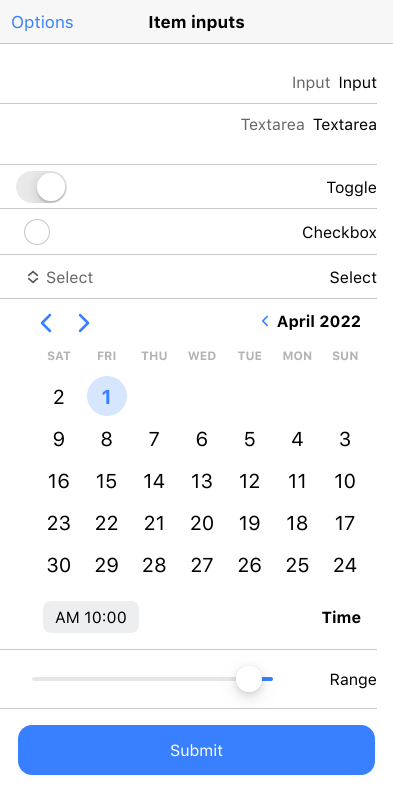 Options Item inputs
Input Input
Textarea Textarea
Toggle
Checkbox
Select Select
April 2022
SAT FRI THU WED TUE MON SUN
2 1
9 8 7 6 5 4 3
16 15 14 13 12 11 10
23 22 21 20 19 18 17
30 29 28 27 26 25 24
AM 10:00 Time
Range
Submit